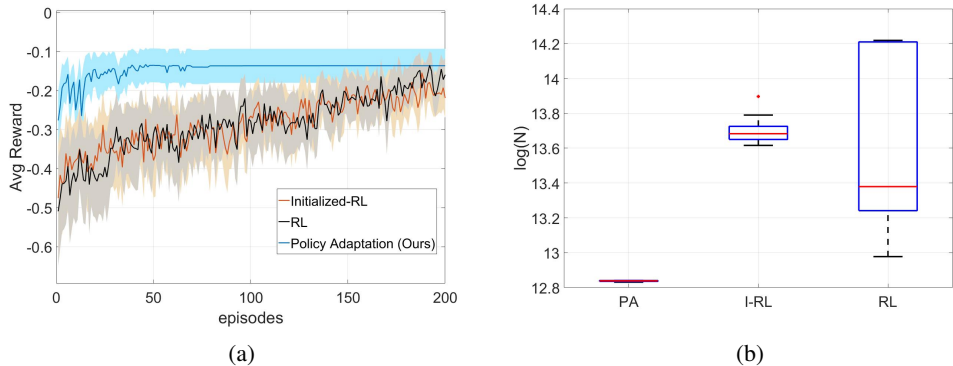 0
-0.1
-0.2
-0.3
-0.4
-0.5
-0.6
Avg Reward
Initialized-RL
RL
Policy Adaptation (Ours)
0
50
100
150
200
episodes
(a)
14.4
14.2
14
13.8
13.6
13.4
13.2
13
12.8
log(N)
PA
I-RL
RL
(b)